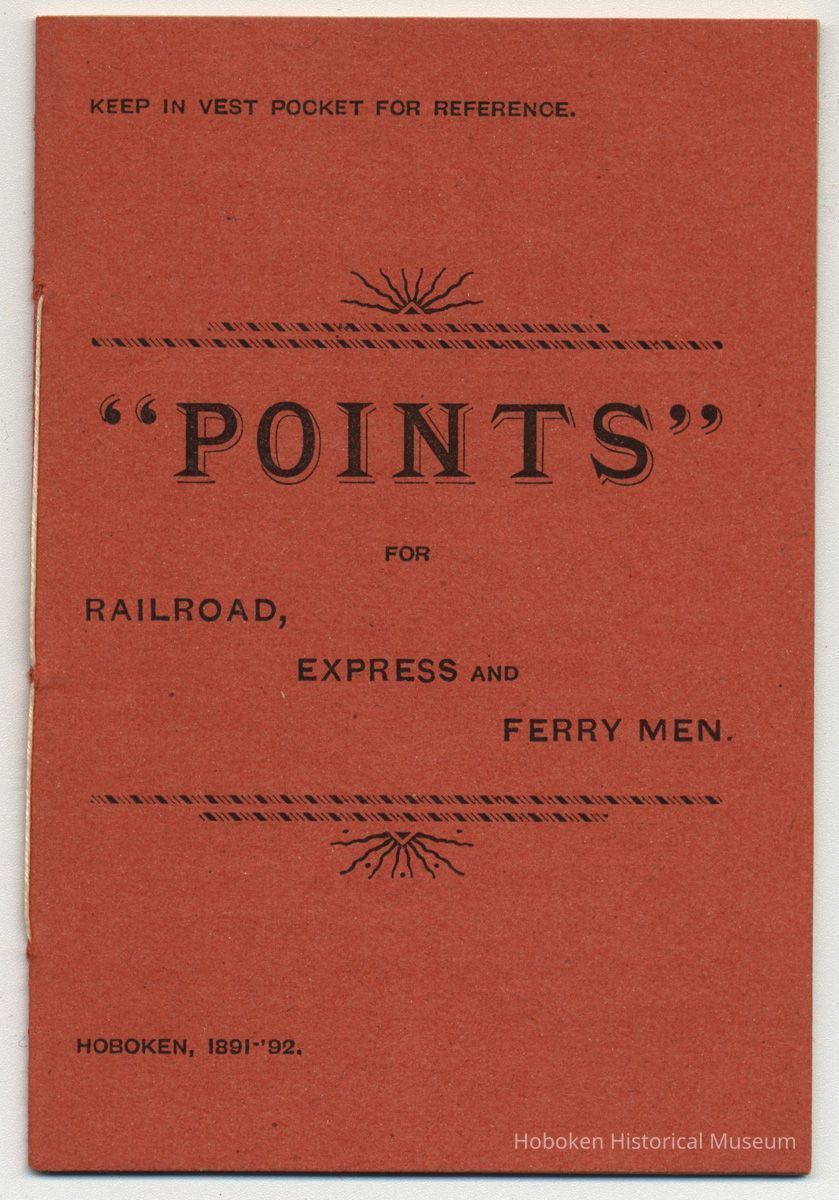 KEEP IN VEST POCKET FOR REFERENCE.
“POINTS”
FOR
RAILROAD,
EXPRESS AND
FERRY MEN.
HOBOKEN, 1891-'92.
Hoboken Historical Museum